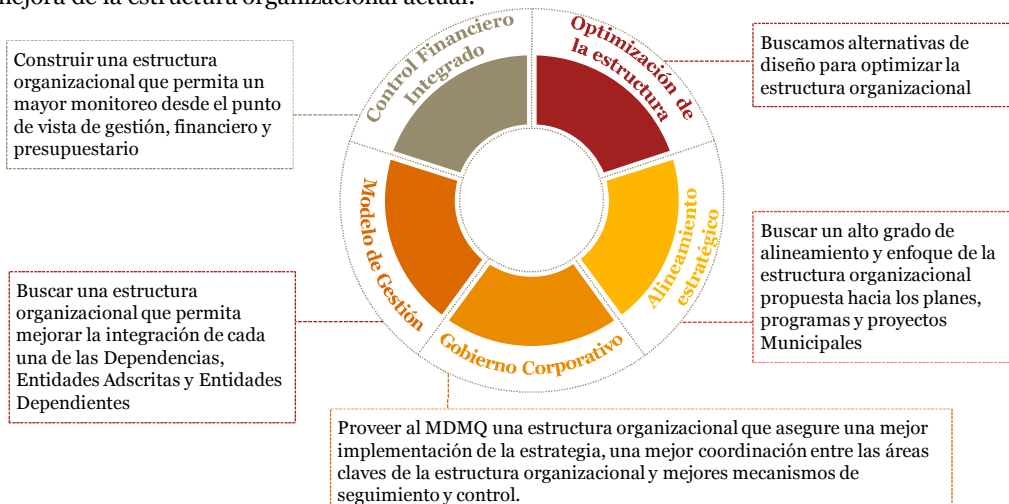 mejora de la estructura organizacional actual.
Construir una estructura
organizacional que permita un
mayor monitoreo desde el punto
de vista de gestión, financiero y
presupuestario
Control Financiero
Integrado
Optimización de
la estructura
Buscamos alternativas de
diseño para optimizar la
estructura organizacional
Modelo de Gestión
Alineamiento
estratégico
Buscar un alto grado de
alineamiento y enfoque de la
estructura organizacional
propuesta hacia los planes,
programas y proyectos
Municipales
Buscar una estructura
organizacional que permita
mejorar la integración de cada
una de las Dependencias,
Entidades Adscritas y Entidades
Dependientes
Gobierno Corporativo
Proveer al MDMQ una estructura organizacional que asegure una mejor
implementación de la estrategia, una mejor coordinación entre las áreas
claves de la estructura organizacional y mejores mecanismos de
seguimiento y control.